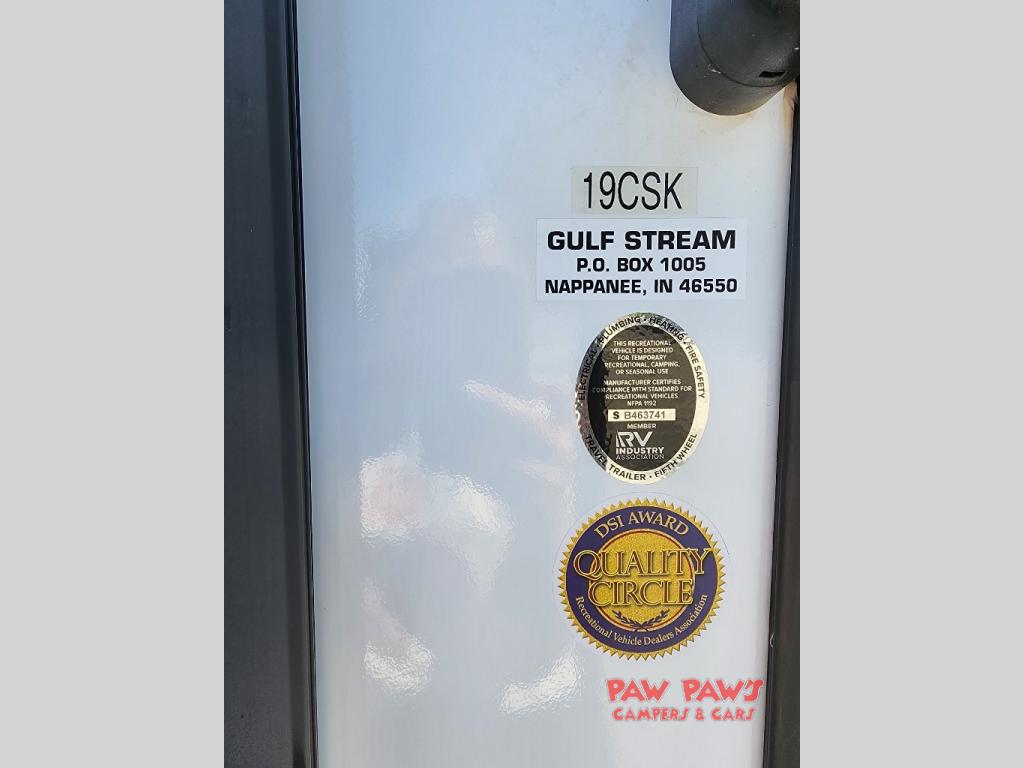 19CSK
GULF STREAM
P.O. BOX 1005
NAPPANEE, IN 46550
ELECTRICAL • PLUMBING • HEATING • FIRE SAFETY
THIS RECREATIONAL
VEHICLE IS DESIGNED
FOR TEMPORARY
RECREATIONAL, CAMPING,
OR SEASONAL USE
MANUFACTURER CERTIFIES
COMPLIANCE WITH STANDARD FOR
RECREATIONAL VEHICLES
NFPA 1192
S B463741
MEMBER
RV
INDUSTRY
ASSOCIATION
TRAVEL TRAILER • FIFTH WHEEL
DSI AWARD
QUALITY
CIRCLE
Recreational Vehicle Dealers Association
PAW PAW'S
CAMPERS & CARS